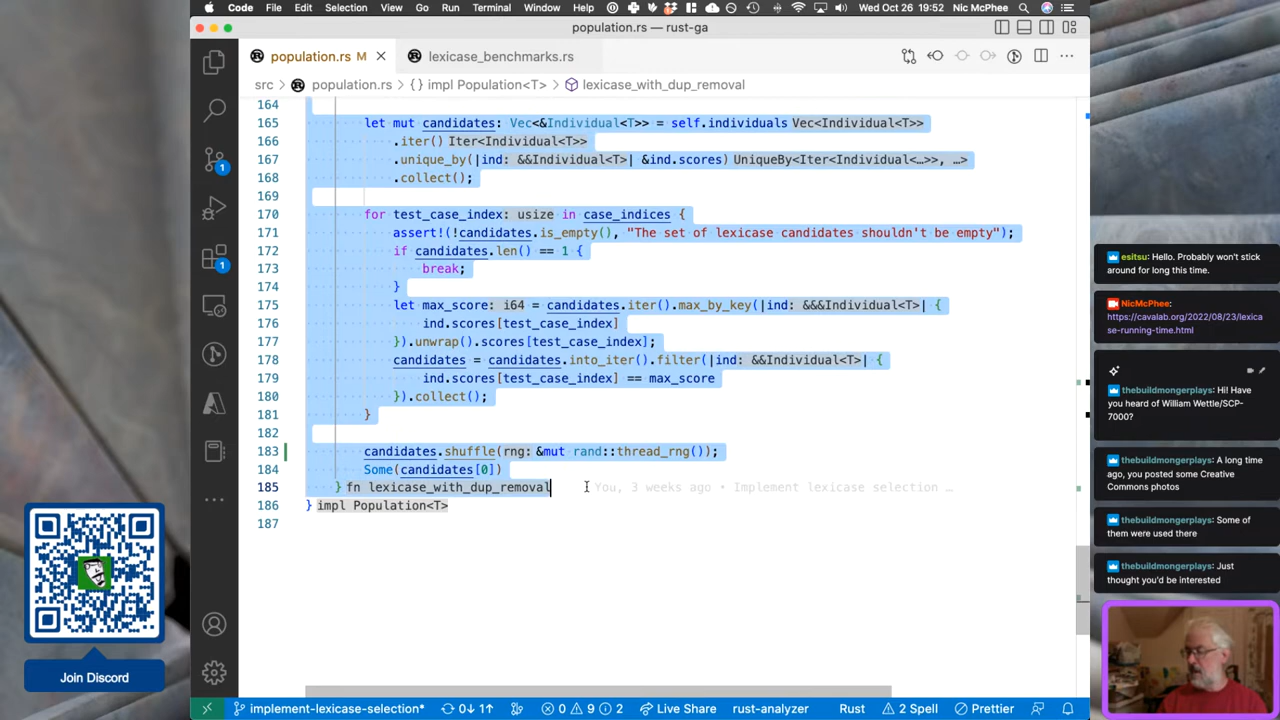 Code File Edit Selection View Go Run Terminal Window Help Wed Oct 26 19:52 Nic McPhee
population.rs — rust-ga
population.rs M lexicase_benchmarks.rs
src › population.rs › {} impl Population<T> › lexicase_with_dup_removal
164
165 let mut candidates: Vec<&Individual<T>> = self.individuals Vec<Individual<T>>
166 .iter() Iter<Individual<T>>
167 .unique_by(|ind: &&Individual<T>| &ind.scores) UniqueBy<Iter<Individual<…>>, …>
168 .collect();
169
170 for test_case_index: usize in case_indices {
171 assert!(!candidates.is_empty(), "The set of lexicase candidates shouldn't be empty");
172 if candidates.len() == 1 {
173 break;
174 }
175 let max_score: i64 = candidates.iter().max_by_key(|ind: &&&Individual<T>| {
176 ind.scores[test_case_index]
177 }).unwrap().scores[test_case_index];
178 candidates = candidates.into_iter().filter(|ind: &&Individual<T>| {
179 ind.scores[test_case_index] == max_score
180 }).collect();
181 }
182
183 candidates.shuffle(rng: &mut rand::thread_rng());
184 Some(candidates[0])
185 } fn lexicase_with_dup_removal You, 3 weeks ago • Implement lexicase selection …
186 } impl Population<T>
187
1
1
esitsu: Hello. Probably won't stick
around for long this time.
NicMcPhee:
https://cavalab.org/2022/08/23/lexica
se-running-time.html
thebuildmongerplays: Hi! Have
you heard of William Wettle/SCP-
7000?
thebuildmongerplays: A long time
ago, you posted some Creative
Commons photos
thebuildmongerplays: Some of
them were used there
thebuildmongerplays: Just
thought you'd be interested
Join Discord
implement-lexicase-selection* 0↓ 1↑ 0 9 2 Live Share rust-analyzer Rust 2 Spell Prettier